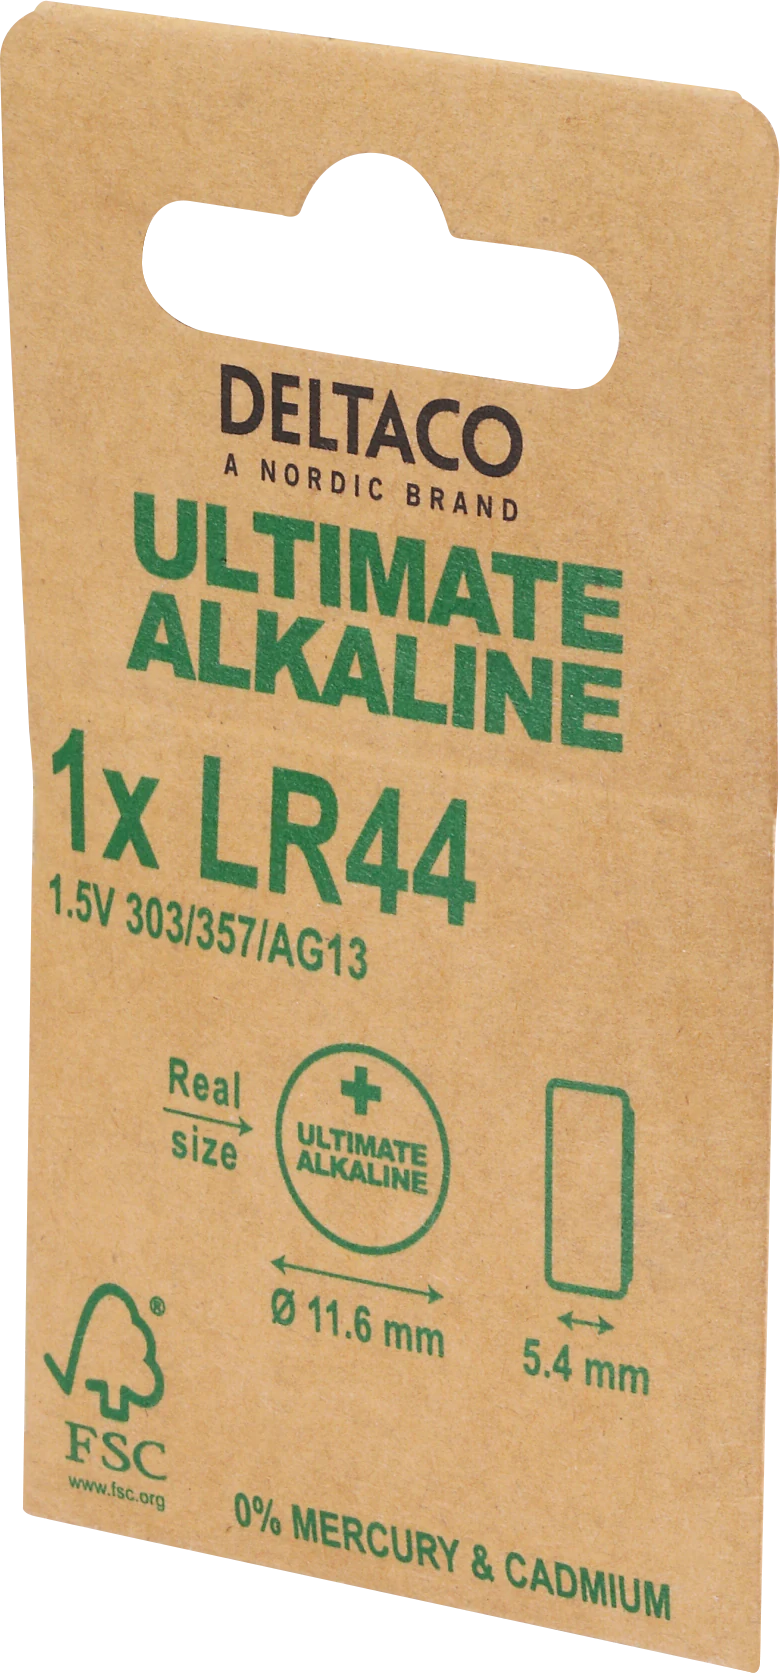 DELTACO
A NORDIC BRAND
ULTIMATE
ALKALINE
1x LR44
1.5V 303/357/AG13
Real
size
+
ULTIMATE
ALKALINE
Ø 11.6 mm
5.4 mm
®
FSC
www.fsc.org
0% MERCURY & CADMIUM